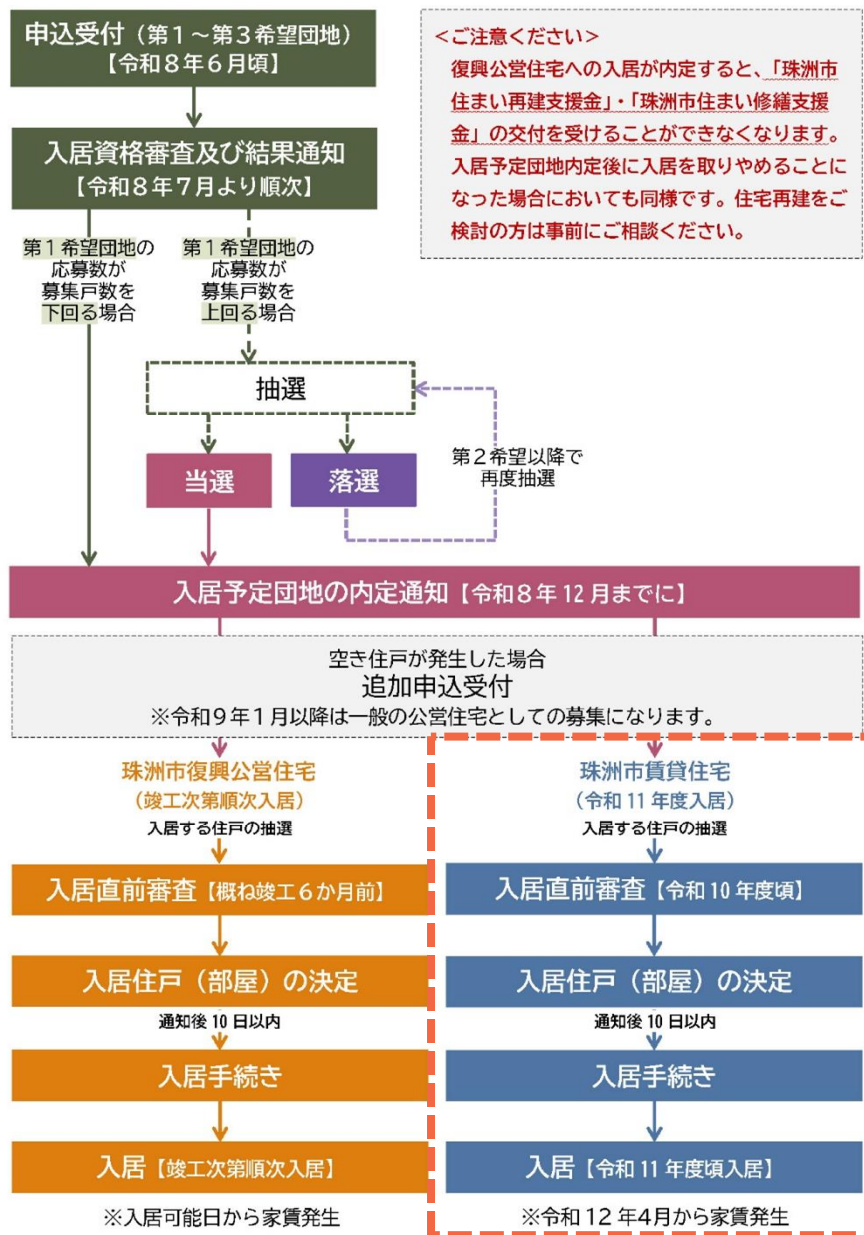 申込受付（第１～第３希望団地）
【令和８年６月頃】
＜ご注意ください＞
復興公営住宅への入居が内定すると、「珠洲市
住まい再建支援金」・「珠洲市住まい修繕支援
金」の交付を受けることができなくなります。
入居予定団地内定後に入居を取りやめることに
なった場合においても同様です。住宅再建をご
検討の方は事前にご相談ください。
入居資格審査及び結果通知
【令和８年７月より順次】
第１希望団地の
応募数が
募集戸数を
下回る場合
第１希望団地の
応募数が
募集戸数を
上回る場合
抽選
当選
落選
第２希望以降で
再度抽選
入居予定団地の内定通知【令和８年12月までに】
空き住戸が発生した場合
追加申込受付
※令和９年１月以降は一般の公営住宅としての募集になります。
珠洲市復興公営住宅
（竣工次第順次入居）
入居する住戸の抽選
入居直前審査【概ね竣工６か月前】
入居住戸（部屋）の決定
通知後10日以内
入居手続き
入居【竣工次第順次入居】
※入居可能日から家賃発生
珠洲市賃貸住宅
（令和11年度入居）
入居する住戸の抽選
入居直前審査【令和10年度頃】
入居住戸（部屋）の決定
通知後10日以内
入居手続き
入居【令和11年度頃入居】
※令和12年4月から家賃発生